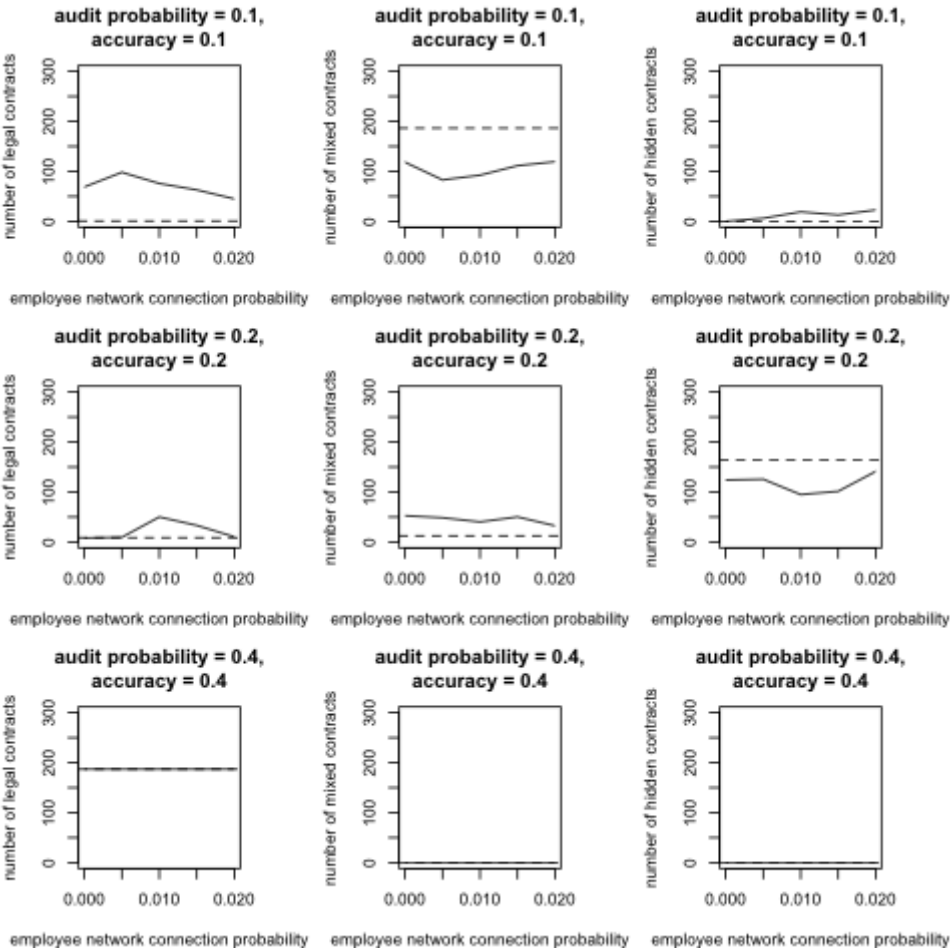 audit probability = 0.1,
accuracy = 0.1
number of legal contracts
300
200
100
0
0.000
0.010
0.020
employee network connection probability
audit probability = 0.1,
accuracy = 0.1
number of mixed contracts
300
200
100
0
0.000
0.010
0.020
employee network connection probability
audit probability = 0.1,
accuracy = 0.1
number of hidden contracts
300
200
100
0
0.000
0.010
0.020
employee network connection probability
audit probability = 0.2,
accuracy = 0.2
number of legal contracts
300
200
100
0
0.000
0.010
0.020
employee network connection probability
audit probability = 0.2,
accuracy = 0.2
number of mixed contracts
300
200
100
0
0.000
0.010
0.020
employee network connection probability
audit probability = 0.2,
accuracy = 0.2
number of hidden contracts
300
200
100
0
0.000
0.010
0.020
employee network connection probability
audit probability = 0.4,
accuracy = 0.4
number of legal contracts
300
200
100
0
0.000
0.010
0.020
employee network connection probability
audit probability = 0.4,
accuracy = 0.4
number of mixed contracts
300
200
100
0
0.000
0.010
0.020
employee network connection probability
audit probability = 0.4,
accuracy = 0.4
number of hidden contracts
300
200
100
0
0.000
0.010
0.020
employee network connection probability